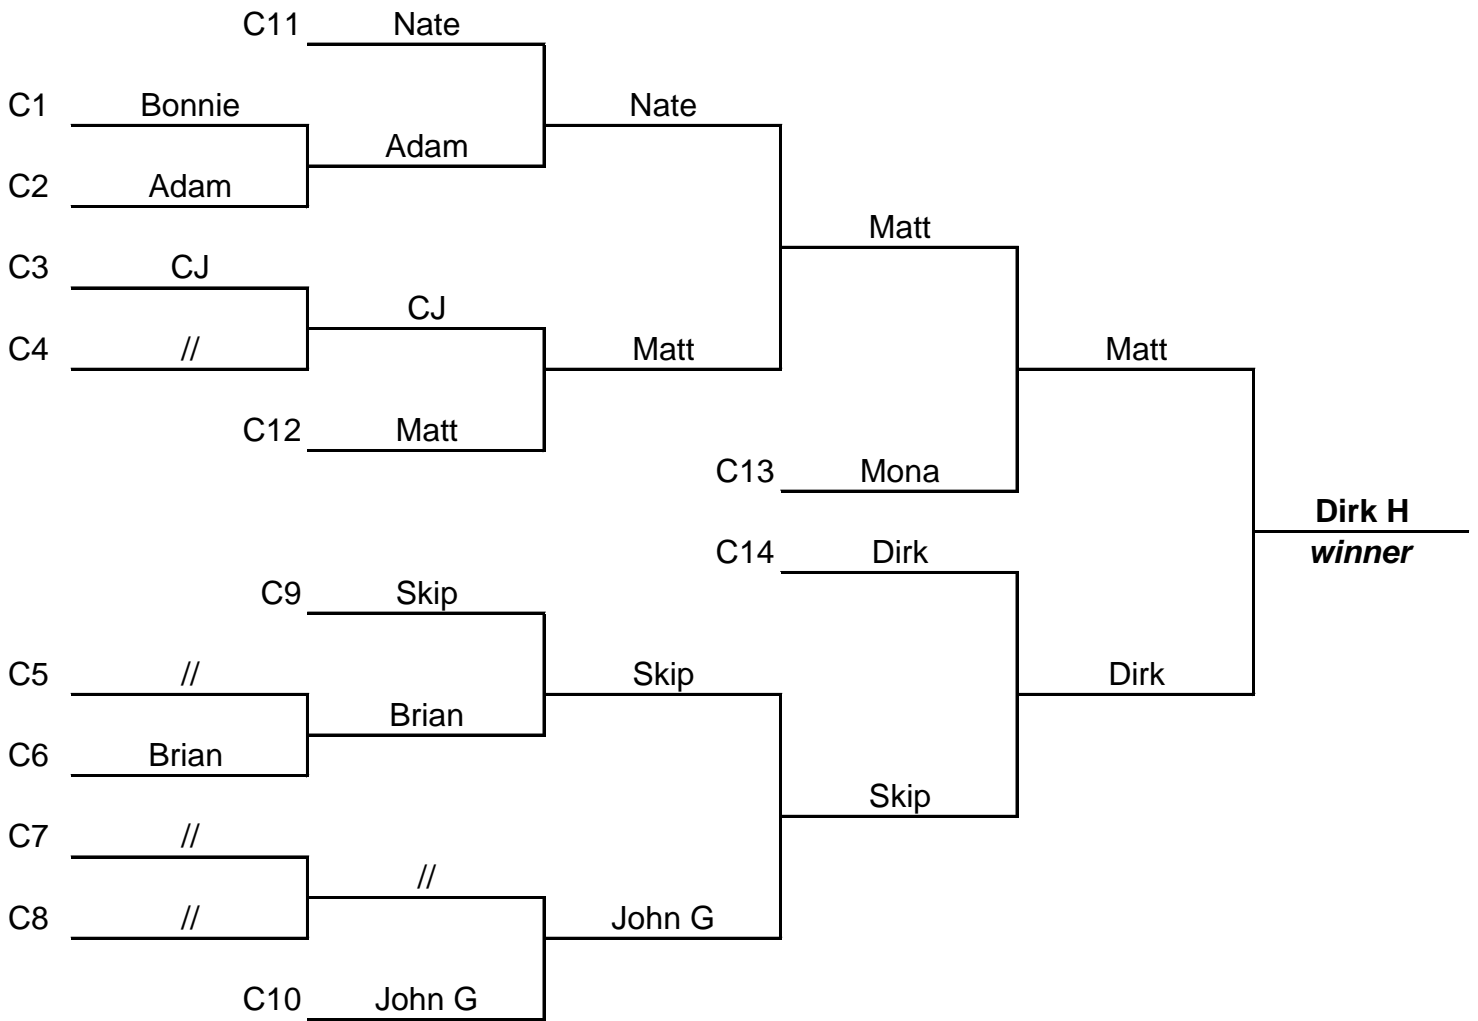 C11 Nate
C1 Bonnie Nate
Adam
C2 Adam
Matt
C3 CJ
CJ
C4 // Matt Matt
C12 Matt
C13 Mona
Dirk H
C14 Dirk winner
C9 Skip
C5 // Skip Dirk
Brian
C6 Brian
Skip
C7 //
//
C8 // John G
C10 John G